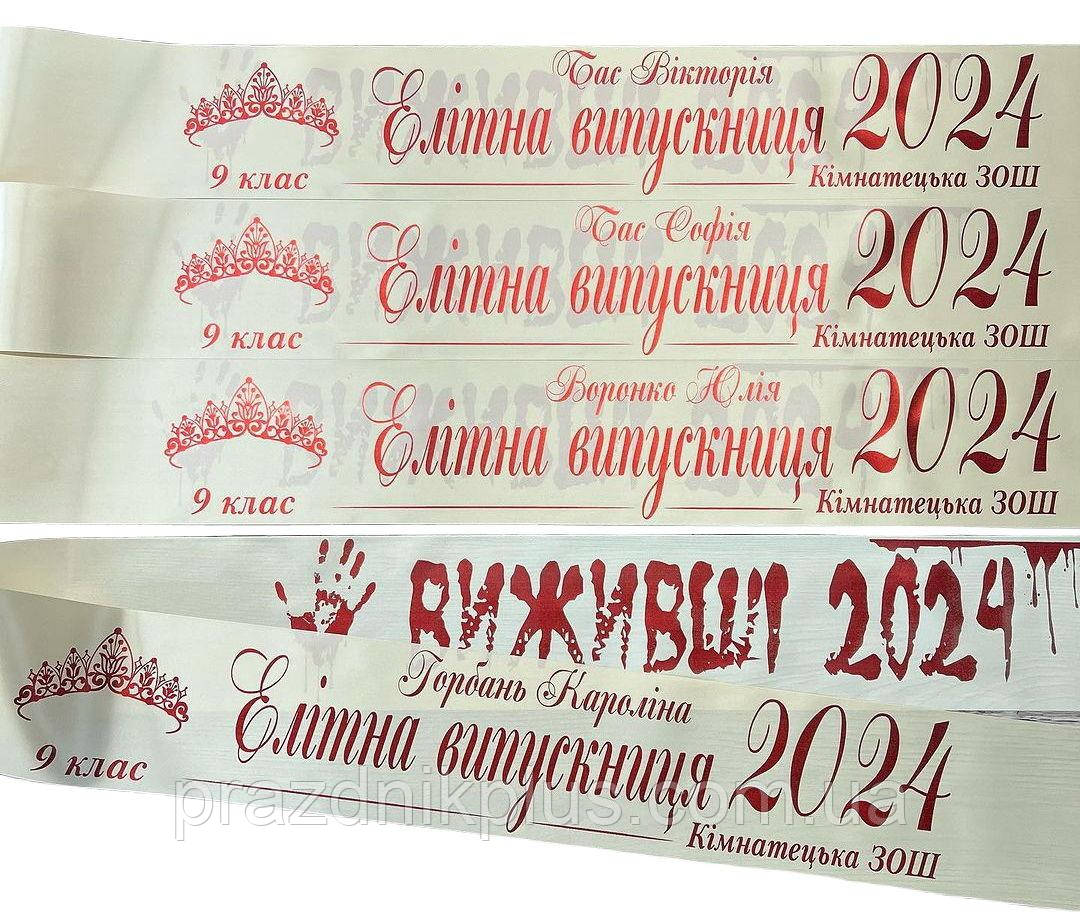 Бас Вікторія
Елітна випускниця 2024
9 клас
Кімнатецька ЗОШ
Бас Софія
Елітна випускниця 2024
9 клас
Кімнатецька ЗОШ
Воронко Юлія
Елітна випускниця 2024
9 клас
Кімнатецька ЗОШ
ВИЖИВШІ 2024
Горбань Кароліна
Елітна випускниця 2024
9 клас
Кімнатецька ЗОШ
prazdnikplus.com.ua